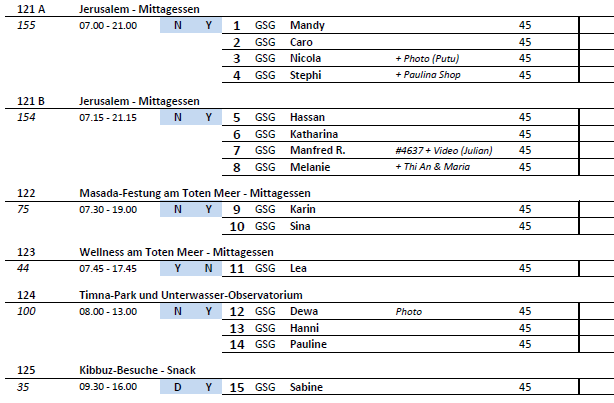 121 A Jerusalem - Mittagessen
155 07.00 - 21.00 N Y 1 GSG Mandy 45
2 GSG Caro 45
3 GSG Nicola + Photo (Putu) 45
4 GSG Stephi + Paulina Shop 45
121 B Jerusalem - Mittagessen
154 07.15 - 21.15 N Y 5 GSG Hassan 45
6 GSG Katharina 45
7 GSG Manfred R. #4637 + Video (Julian) 45
8 GSG Melanie + Thi An & Maria 45
122 Masada-Festung am Toten Meer - Mittagessen
75 07.30 - 19.00 N Y 9 GSG Karin 45
10 GSG Sina 45
123 Wellness am Toten Meer - Mittagessen
44 07.45 - 17.45 Y N 11 GSG Lea 45
124 Timna-Park und Unterwasser-Observatorium
100 08.00 - 13.00 N Y 12 GSG Dewa Photo 45
13 GSG Hanni 45
14 GSG Pauline 45
125 Kibbuz-Besuche - Snack
35 09.30 - 16.00 D Y 15 GSG Sabine 45